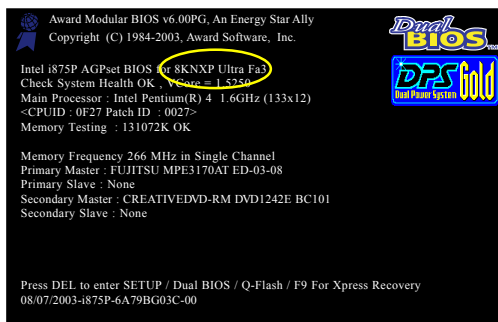 Award Modular BIOS v6.00PG, An Energy Star Ally
Copyright (C) 1984-2003, Award Software, Inc.
Dual
BIOS
Intel i875P AGPset BIOS for 8KNXP Ultra Fa3
Check System Health OK , VCore = 1.5250
Main Processor : Intel Pentium(R) 4 1.6GHz (133x12)
<CPUID : 0F27 Patch ID : 0027>
Memory Testing : 131072K OK
DPS
Dual Power System
Gold
Memory Frequency 266 MHz in Single Channel
Primary Master : FUJITSU MPE3170AT ED-03-08
Primary Slave : None
Secondary Master : CREATIVEDVD-RM DVD1242E BC101
Secondary Slave : None
Press DEL to enter SETUP / Dual BIOS / Q-Flash / F9 For Xpress Recovery
08/07/2003-i875P-6A79BG03C-00